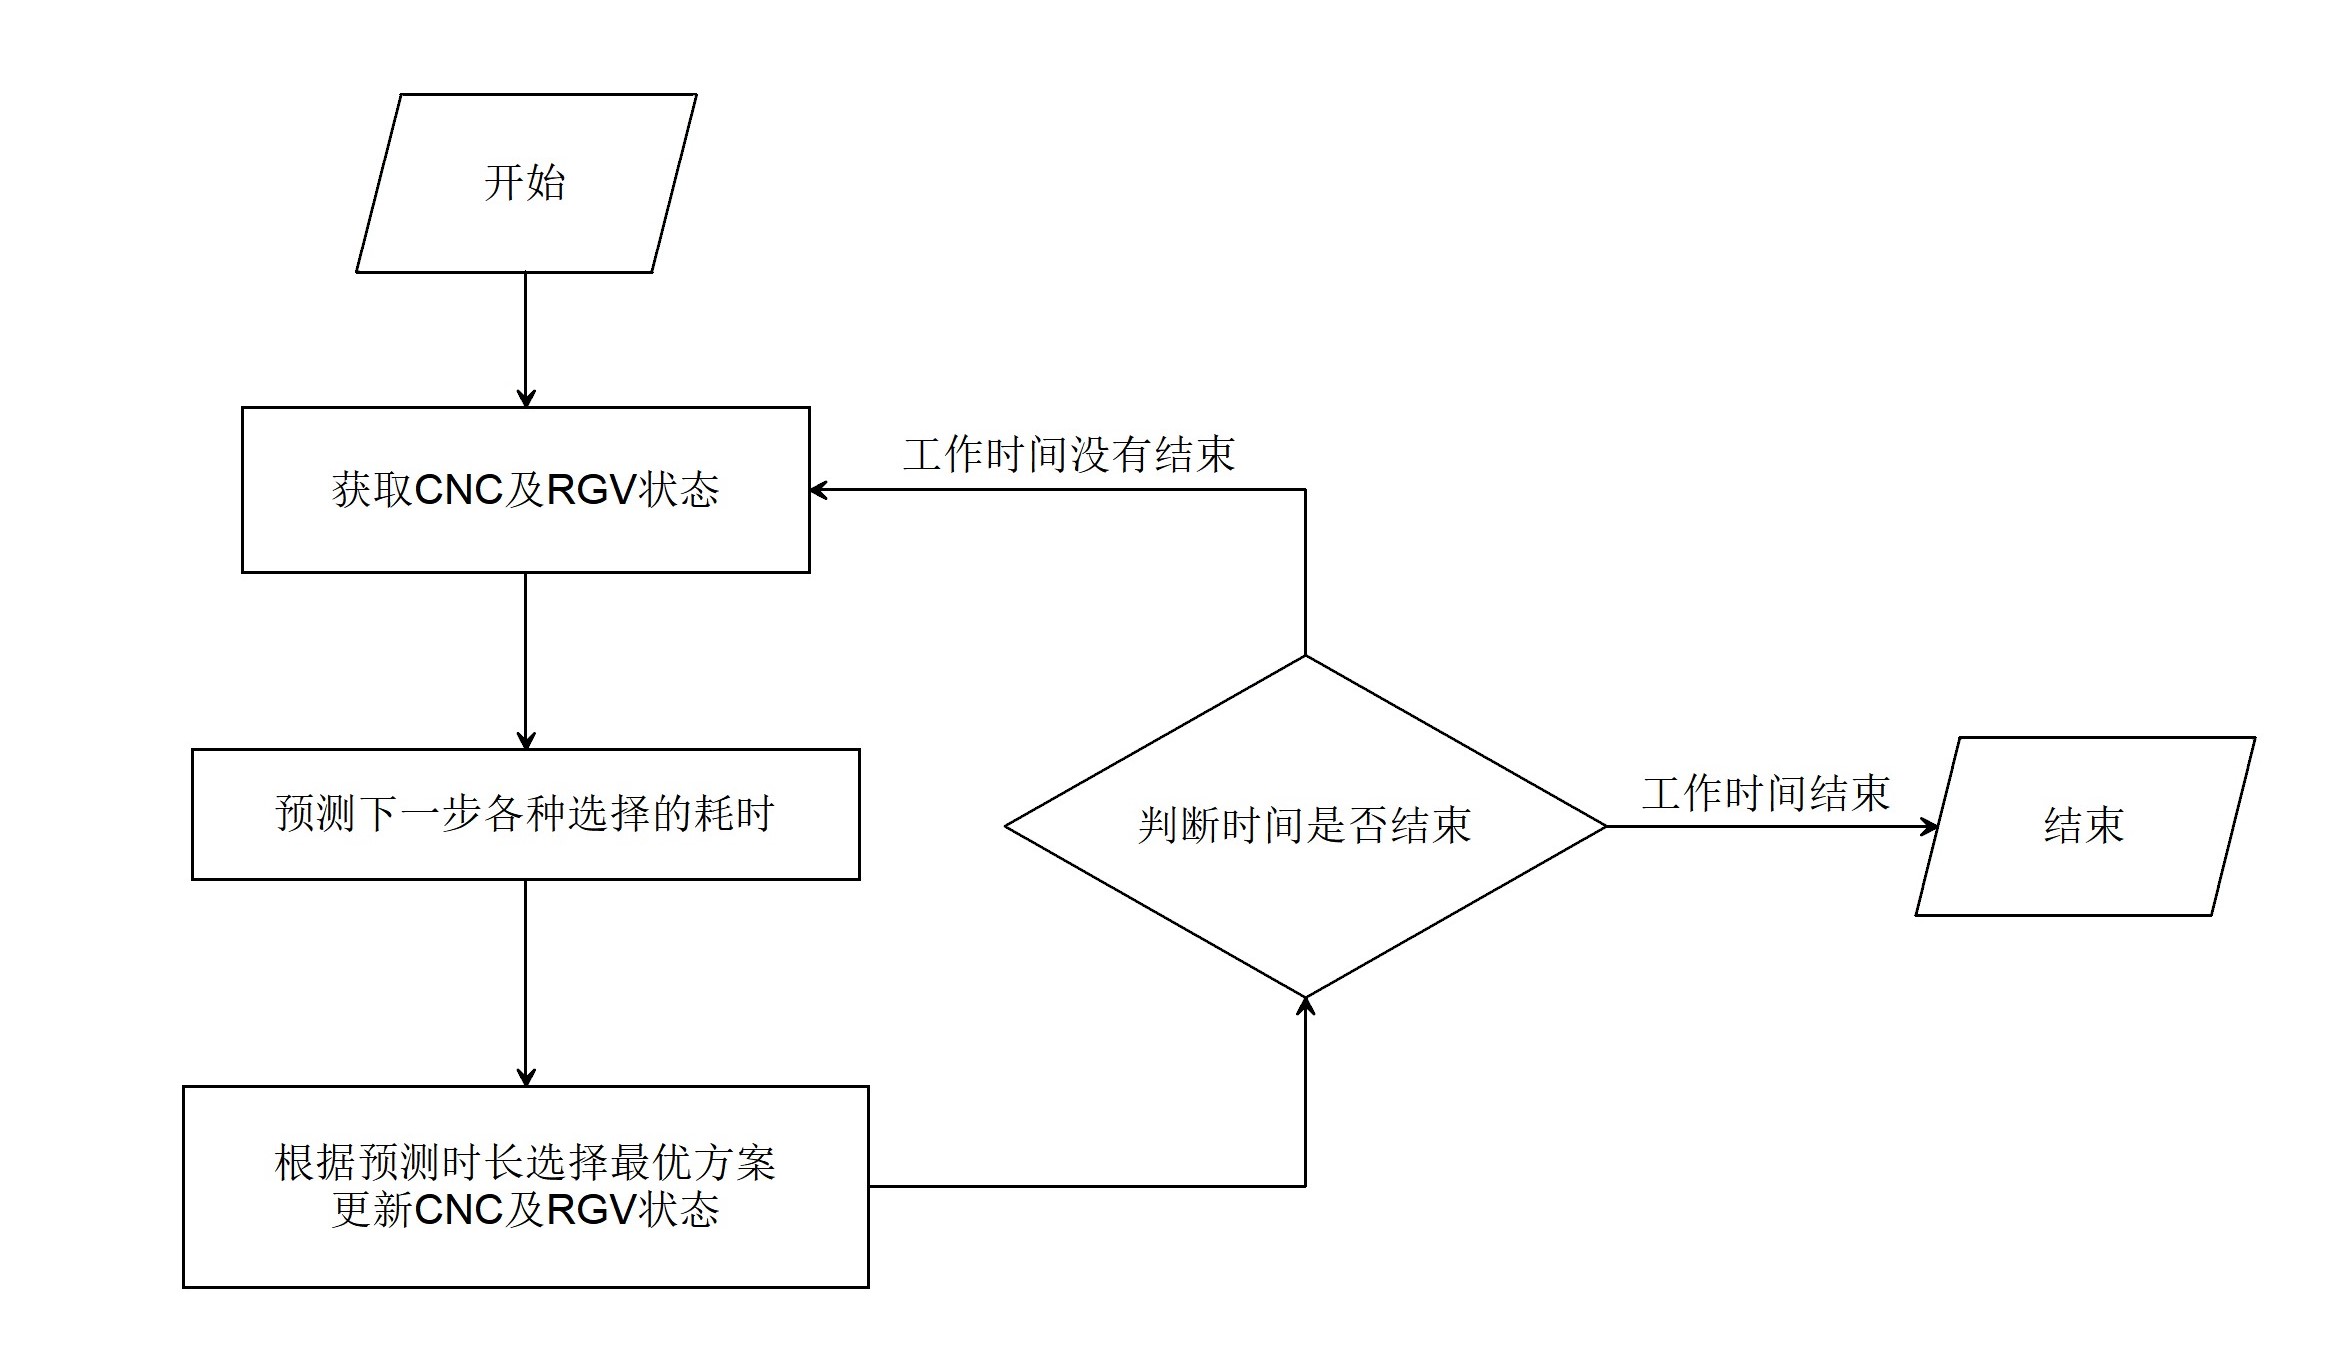 开始
获取CNC及RGV状态
工作时间没有结束
预测下一步各种选择的耗时
判断时间是否结束
工作时间结束
结束
根据预测时长选择最优方案
更新CNC及RGV状态